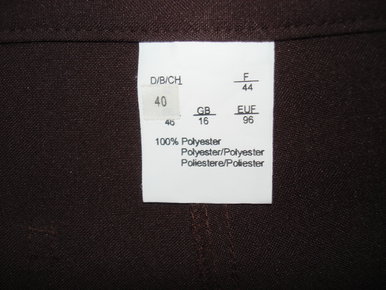 D/B/CH F
40 44
46 GB EUF
16 96
100% Polyester
Polyester/Polyester
Poliestere/Poliester